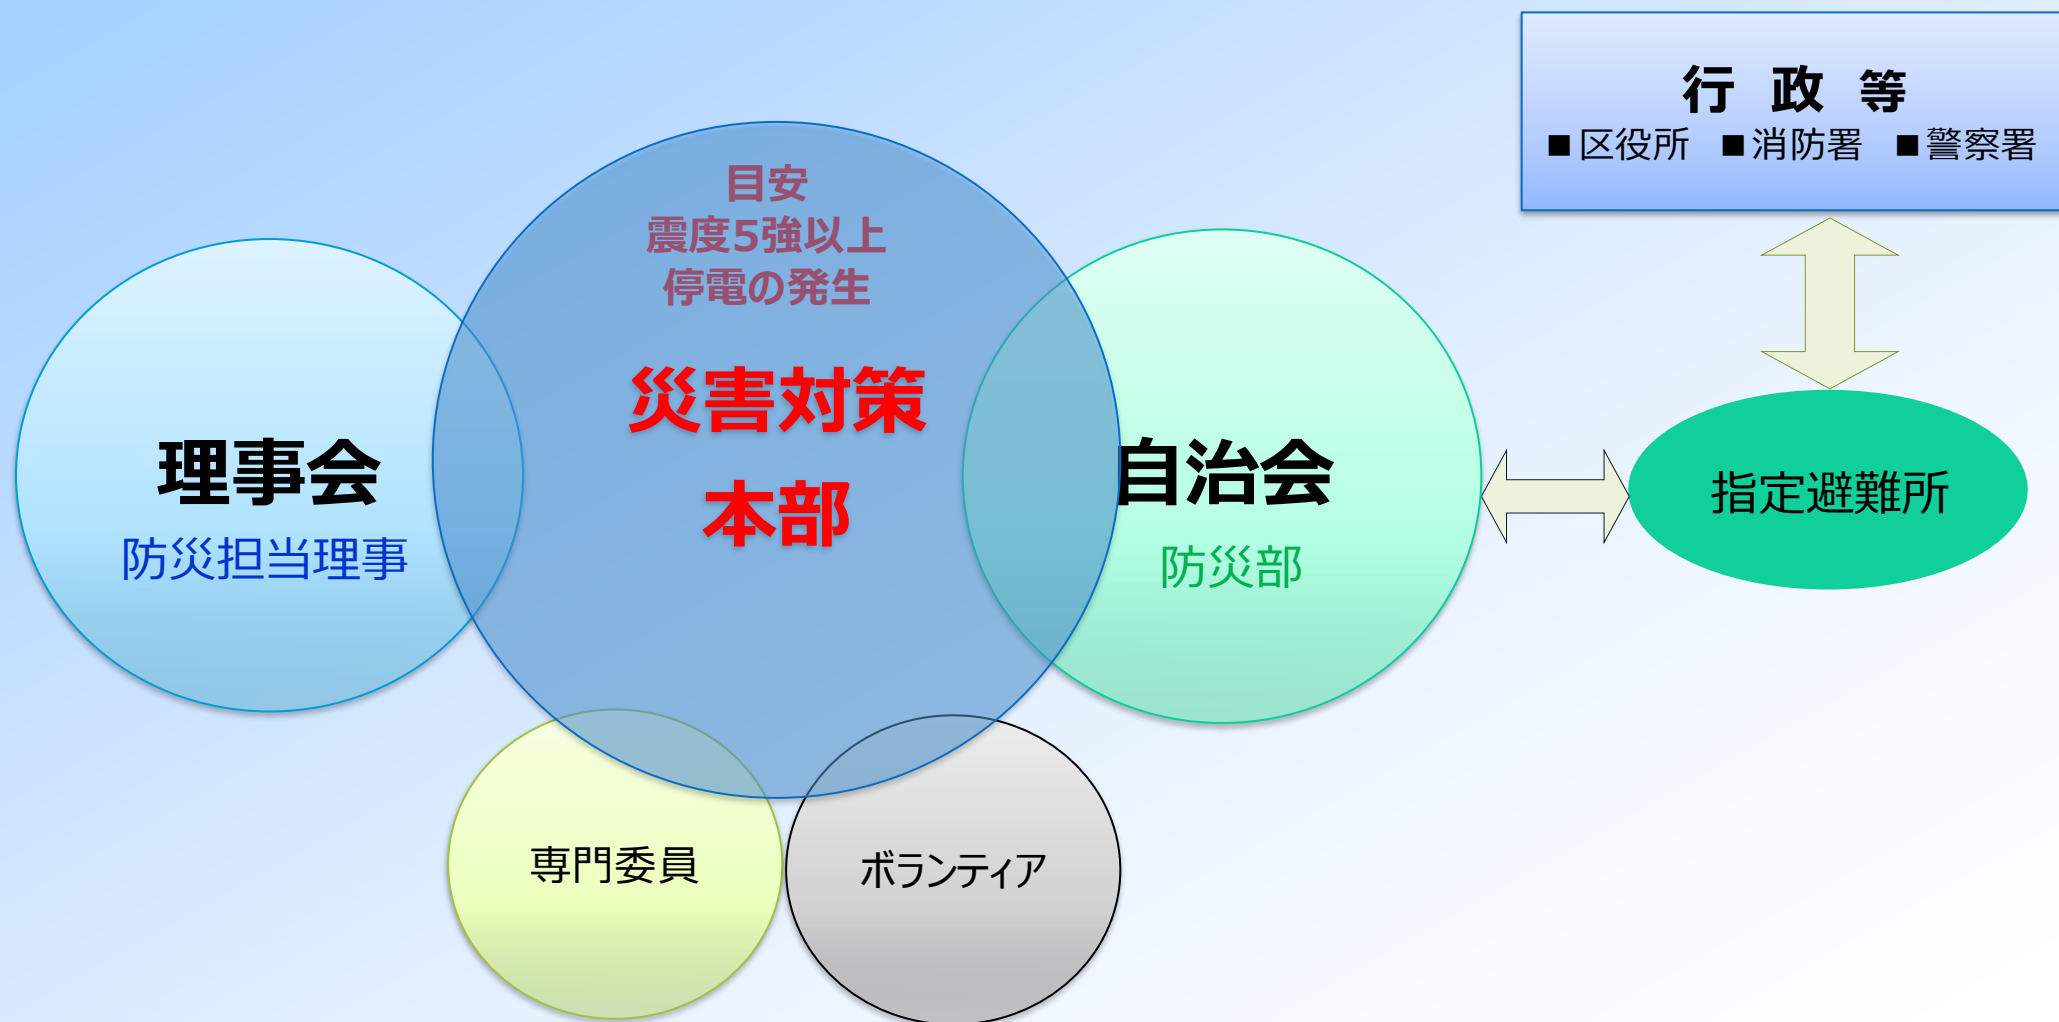 行 政 等
■区役所 ■消防署 ■警察署
目安
震度5強以上
停電の発生
災害対策
本部
理事会
防災担当理事
自治会
防災部
指定避難所
専門委員
ボランティア